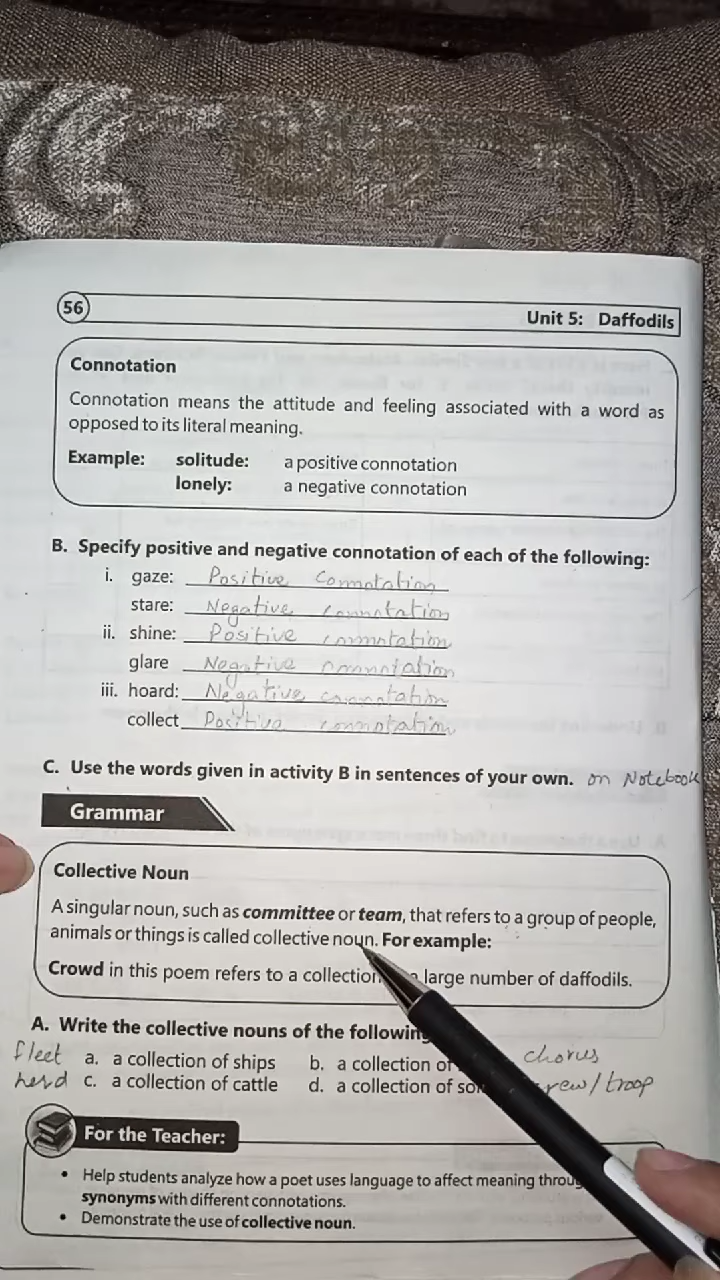 56
Unit 5: Daffodils
Connotation
Connotation means the attitude and feeling associated with a word as
opposed to its literal meaning.
Example: solitude: a positive connotation
lonely: a negative connotation
B. Specify positive and negative connotation of each of the following:
i. gaze: Positive Connotation
stare: Negative connotation
ii. shine: Positive connotation
glare Negative connotation
iii. hoard: Negative connotation
collect Positive connotation
C. Use the words given in activity B in sentences of your own. on Notebook
Grammar
Collective Noun
A singular noun, such as committee or team, that refers to a group of people,
animals or things is called collective noun. For example:
Crowd in this poem refers to a collection large number of daffodils.
A. Write the collective nouns of the following
fleet a. a collection of ships b. a collection of chorus
herd c. a collection of cattle d. a collection of rew/troop
For the Teacher:
• Help students analyze how a poet uses language to affect meaning
synonyms with different connotations.
• Demonstrate the use of collective noun.